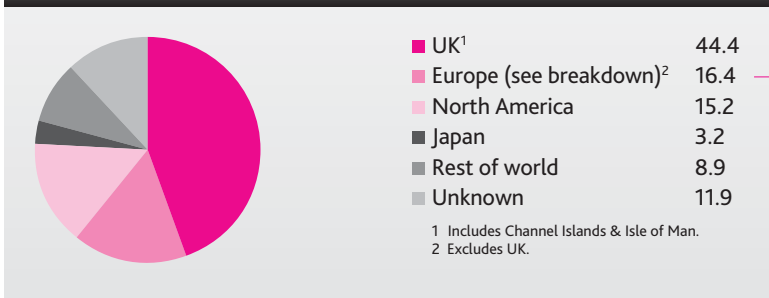 UK¹ 44.4
Europe (see breakdown)² 16.4
North America 15.2
Japan 3.2
Rest of world 8.9
Unknown 11.9
1 Includes Channel Islands & Isle of Man.
2 Excludes UK.